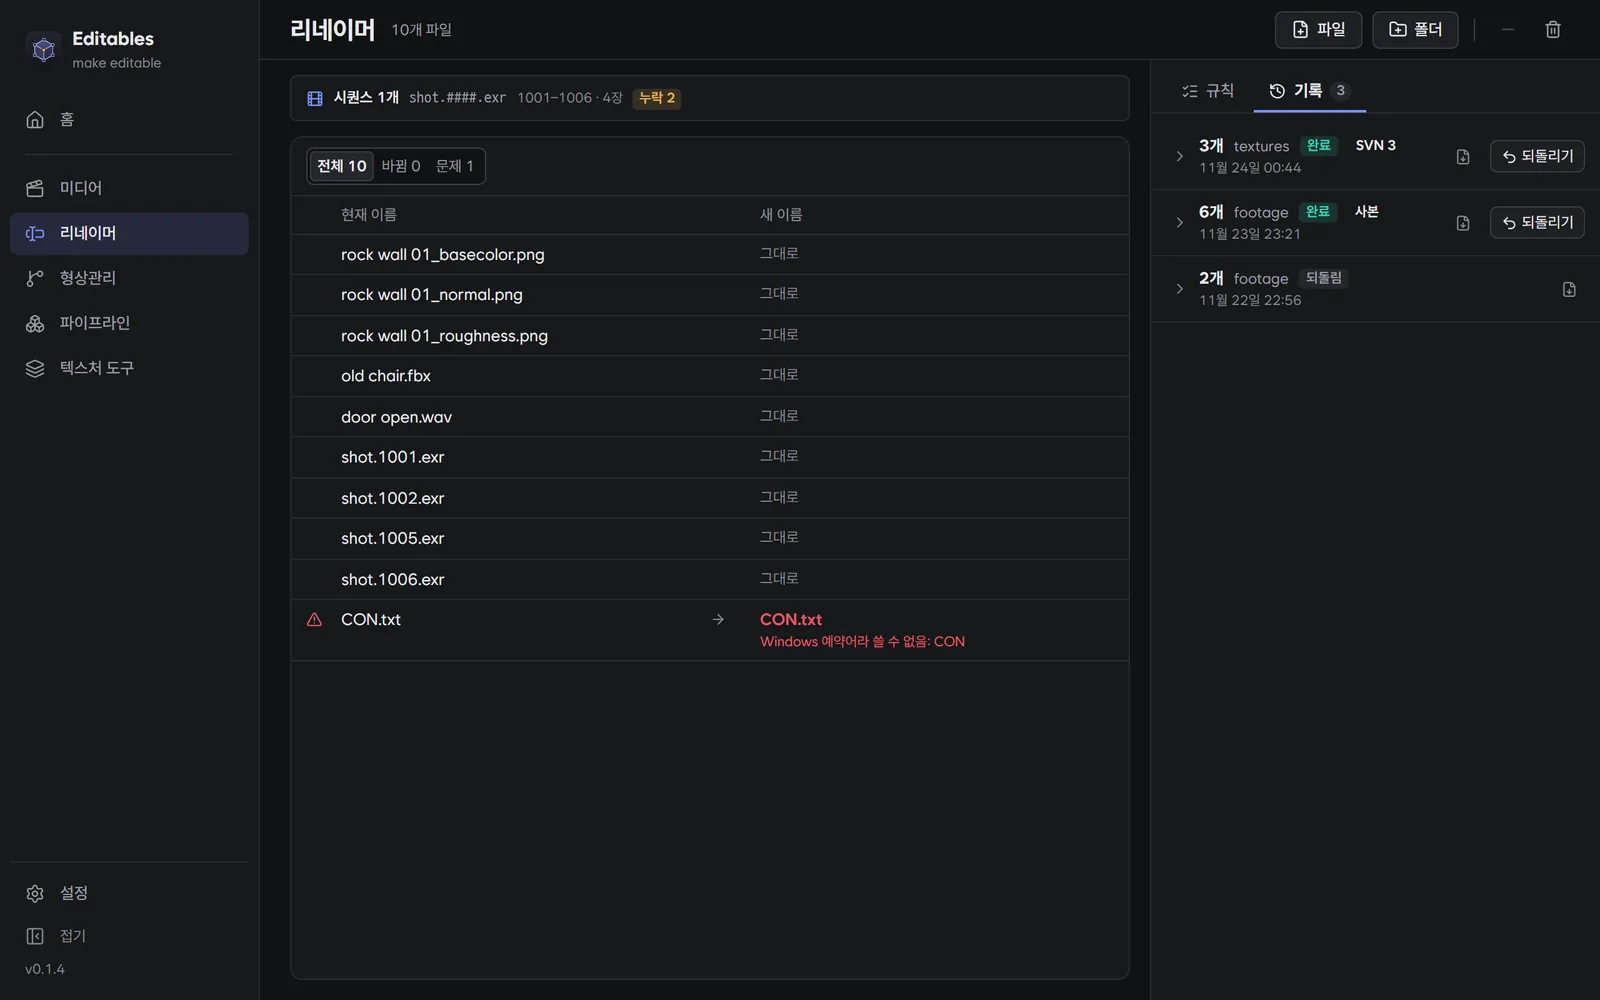 Editables
make editable
홈
미디어
리네이머
형상관리
파이프라인
텍스처 도구
설정
접기
v0.1.4
리네이머 10개 파일
파일 폴더
시퀀스 1개 shot.####.exr 1001–1006 · 4장 누락 2
전체 10 바뀜 0 문제 1
현재 이름 새 이름
rock wall 01_basecolor.png 그대로
rock wall 01_normal.png 그대로
rock wall 01_roughness.png 그대로
old chair.fbx 그대로
door open.wav 그대로
shot.1001.exr 그대로
shot.1002.exr 그대로
shot.1005.exr 그대로
shot.1006.exr 그대로
CON.txt → CON.txt
Windows 예약어라 쓸 수 없음: CON
규칙 기록 3
3개 textures 완료 SVN 3
11월 24일 00:44
되돌리기
6개 footage 완료 사본
11월 23일 23:21
되돌리기
2개 footage 되돌림
11월 22일 22:56